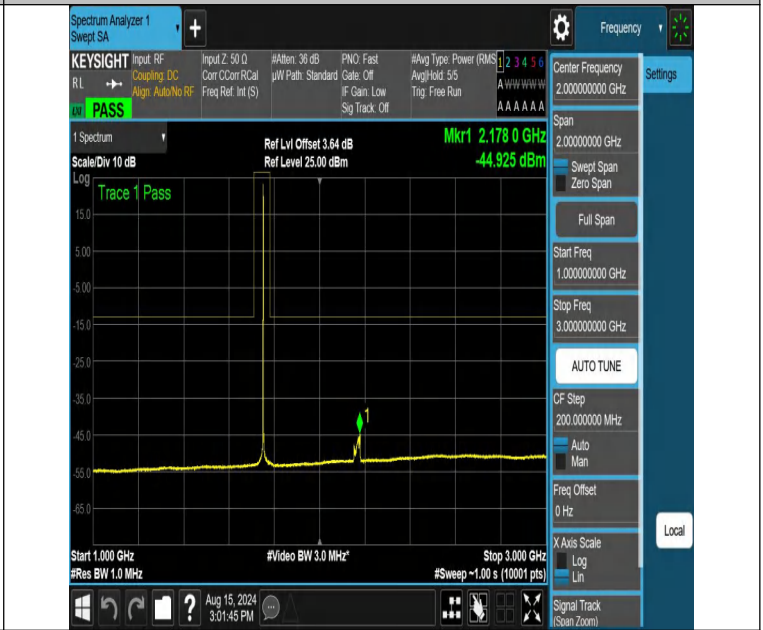 Spectrum Analyzer 1
Swept SA
+
Frequency
KEYSIGHT
RL
LXI
PASS
Input: RF
Coupling: DC
Align: Auto/No RF
Input Z: 50 Ω
Corr CCorr RCal
Freq Ref: Int (S)
#Atten: 36 dB
µW Path: Standard
PNO: Fast
Gate: Off
IF Gain: Low
Sig Track: Off
#Avg Type: Power (RMS
Avg|Hold: 5/5
Trig: Free Run
1 2 3 4 5 6
A W W W W W
A A A A A A
1 Spectrum
Scale/Div 10 dB
Ref Lvl Offset 3.64 dB
Ref Level 25.00 dBm
Mkr1 2.178 0 GHz
-44.925 dBm
Log
Trace 1 Pass
15.0
5.00
-5.00
-15.0
-25.0
-35.0
-45.0
-55.0
-65.0
1
Start 1.000 GHz
#Res BW 1.0 MHz
#Video BW 3.0 MHz*
Stop 3.000 GHz
#Sweep ~1.00 s (10001 pts)
?
Aug 15, 2024
3:01:45 PM
Center Frequency
2.000000000 GHz
Settings
Span
2.00000000 GHz
Swept Span
Zero Span
Full Span
Start Freq
1.000000000 GHz
Stop Freq
3.000000000 GHz
AUTO TUNE
CF Step
200.000000 MHz
Auto
Man
Freq Offset
0 Hz
X Axis Scale
Log
Lin
Local
Signal Track
(Span Zoom)